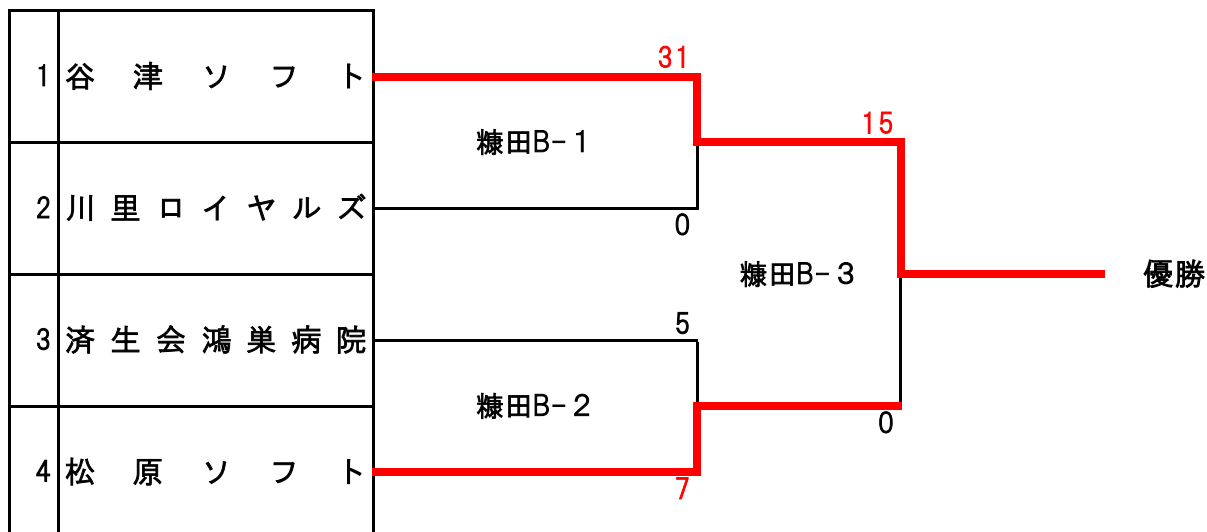 31
1 谷津ソフト
15
糠田B-1
2 川里ロイヤルズ
0
糠田B-3
優勝
5
3 済生会鴻巣病院
糠田B-2
0
4 松原ソフト
7